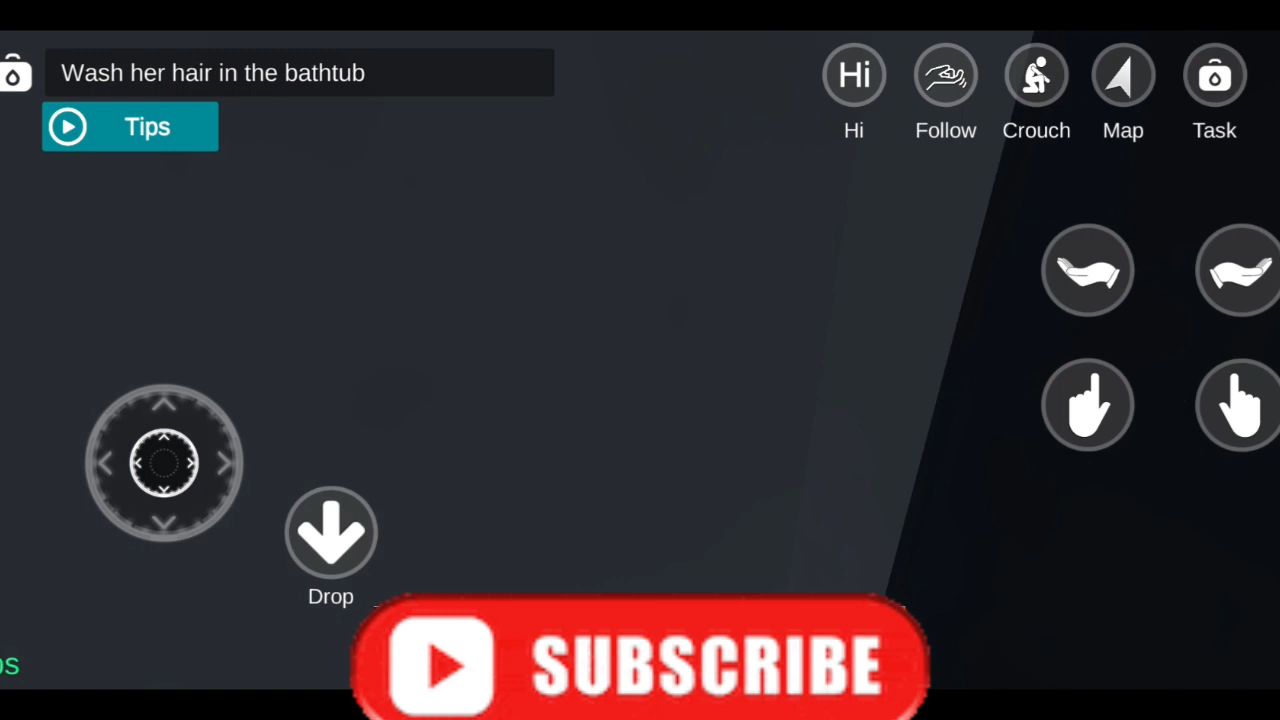 Wash her hair in the bathtub
Tips
Hi
Hi
Follow
Crouch
Map
Task
Drop
SUBSCRIBE